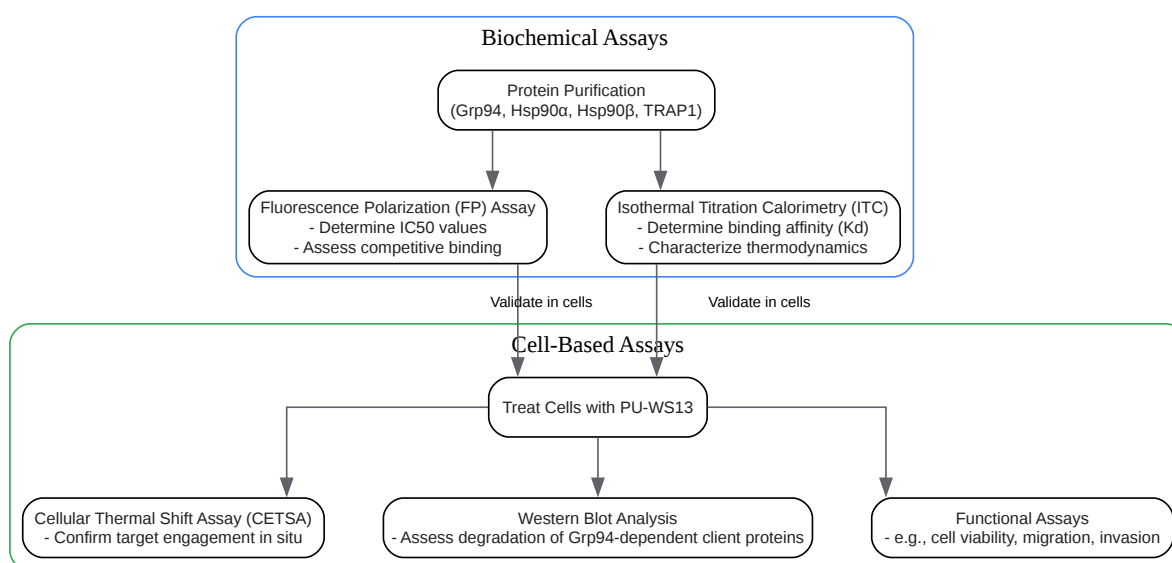 Biochemical Assays
Protein Purification
(Grp94, Hsp90α, Hsp90β, TRAP1)
Fluorescence Polarization (FP) Assay
- Determine IC50 values
- Assess competitive binding
Isothermal Titration Calorimetry (ITC)
- Determine binding affinity (Kd)
- Characterize thermodynamics
Validate in cells
Validate in cells
Cell-Based Assays
Treat Cells with PU-WS13
Cellular Thermal Shift Assay (CETSA)
- Confirm target engagement in situ
Western Blot Analysis
- Assess degradation of Grp94-dependent client proteins
Functional Assays
- e.g., cell viability, migration, invasion